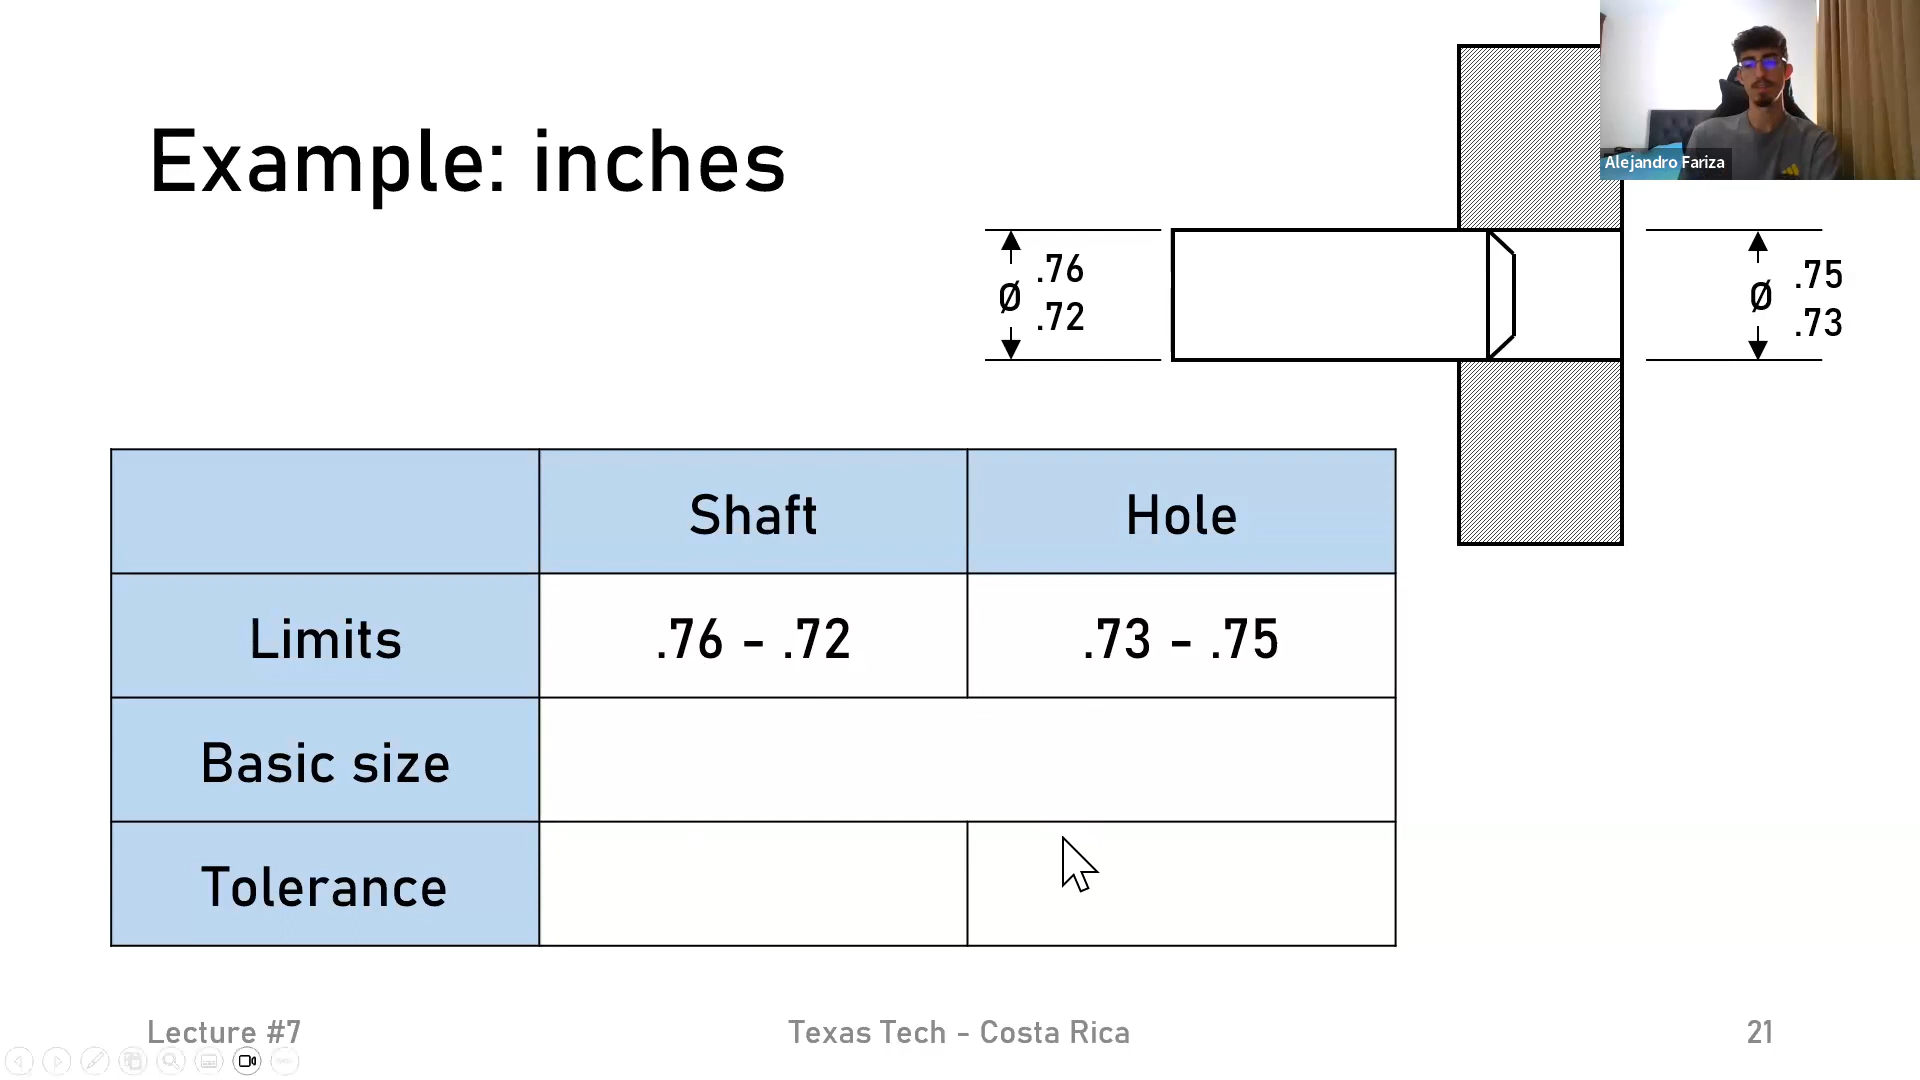 Example: inches
Alejandro Fariza
Ø .76
.72
Ø .75
.73
Shaft Hole
Limits .76 - .72 .73 - .75
Basic size
Tolerance
Lecture #7 Texas Tech - Costa Rica 21